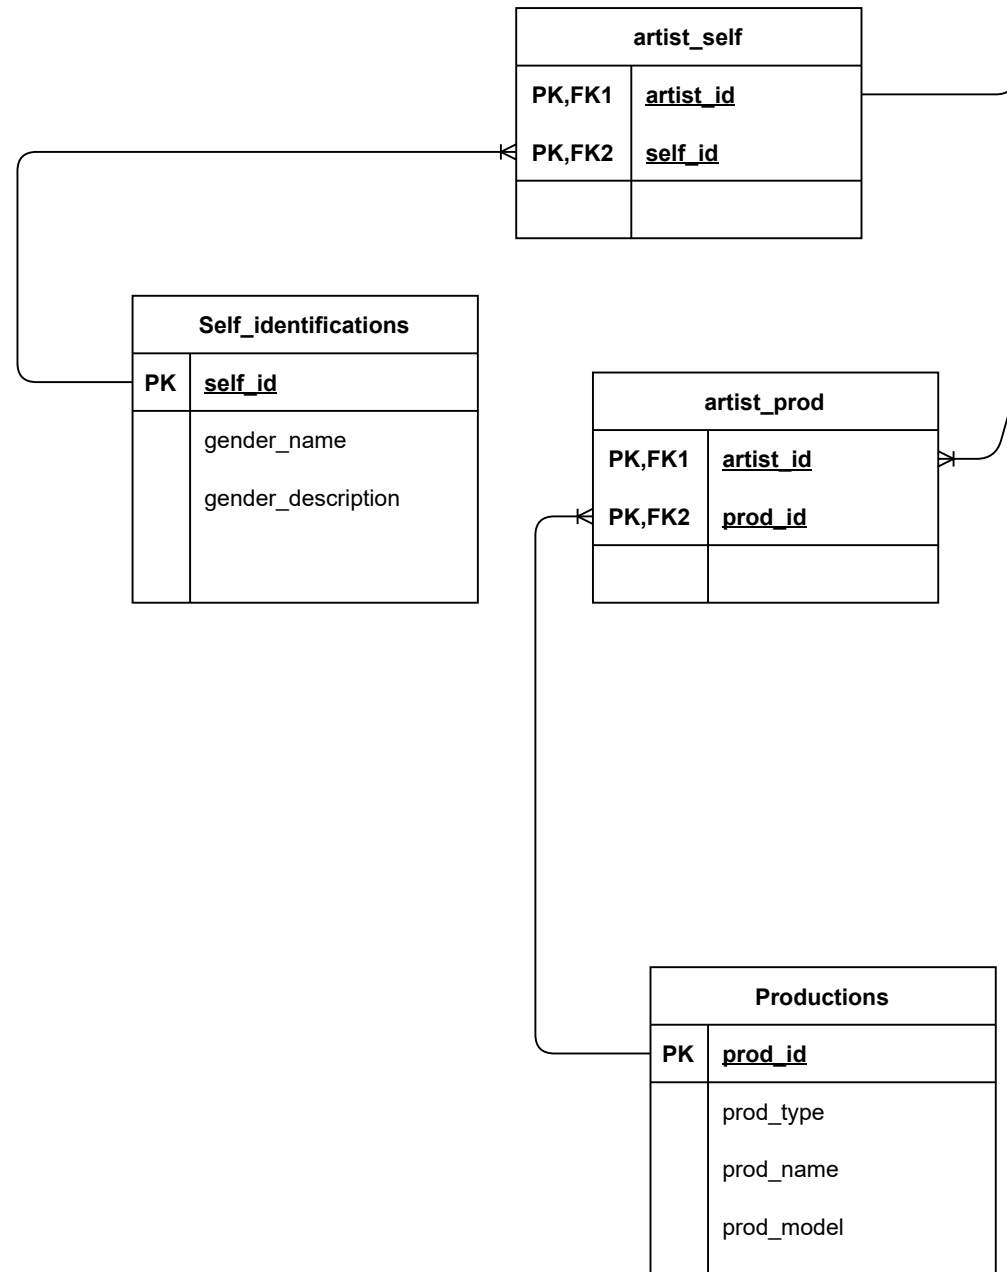 artist_self
PK,FK1 artist_id
PK,FK2 self_id
Self_identifications
PK self_id
gender_name
gender_description
artist_prod
PK,FK1 artist_id
PK,FK2 prod_id
Productions
PK prod_id
prod_type
prod_name
prod_model